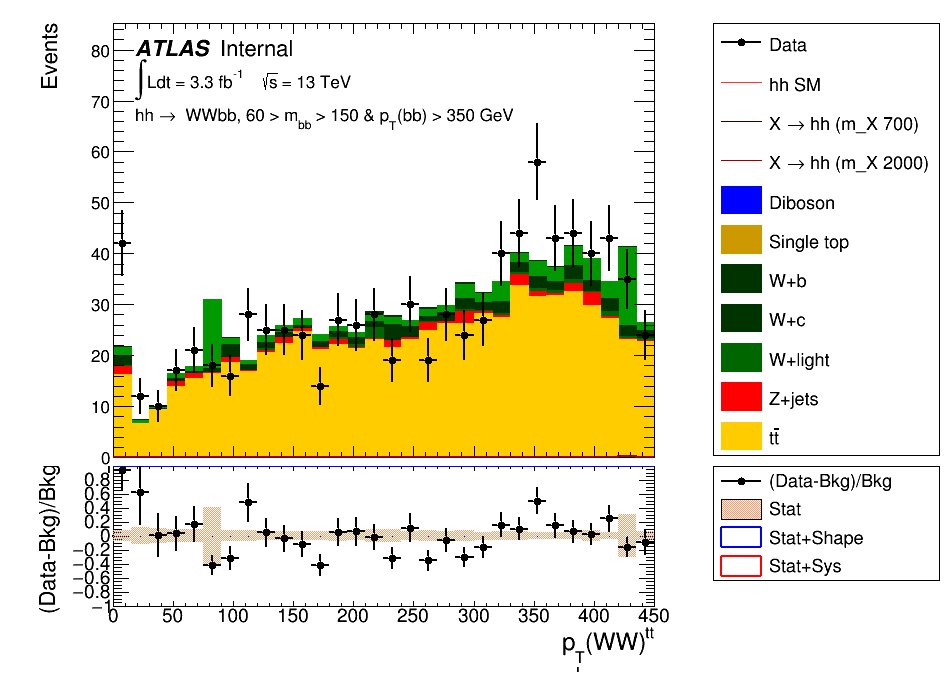 Events
ATLAS Internal
∫Ldt = 3.3 fb⁻¹ √s = 13 TeV
hh → WWbb, 60 > m_bb > 150 & p_T(bb) > 350 GeV
80
70
60
50
40
30
20
10
0
Data
hh SM
X → hh (m_X 700)
X → hh (m_X 2000)
Diboson
Single top
W+b
W+c
W+light
Z+jets
tt̄
(Data-Bkg)/Bkg
1
0.8
0.6
0.4
0.2
0
−0.2
−0.4
−0.6
−0.8
−1
0 50 100 150 200 250 300 350 400 450
p_T(WW)^tt
(Data-Bkg)/Bkg
Stat
Stat+Shape
Stat+Sys